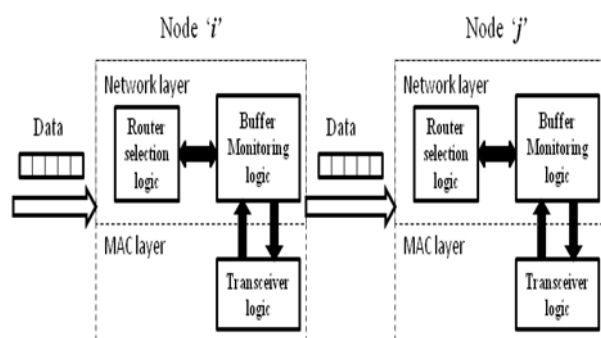 Node ‘i’
Node ‘j’
Network layer
Network layer
Data
Router
selection
logic
Buffer
Monitoring
logic
Data
Router
selection
logic
Buffer
Monitoring
logic
MAC layer
MAC layer
Transceiver
logic
Transceiver
logic